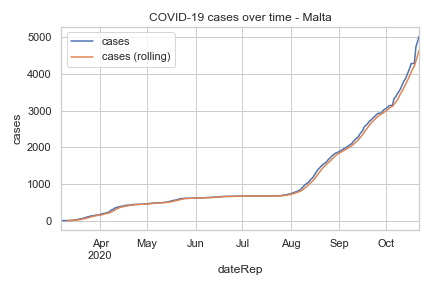 COVID-19 cases over time - Malta
cases
cases (rolling)
5000
4000
3000
2000
1000
0
cases
Apr
2020
May
Jun
Jul
Aug
Sep
Oct
dateRep